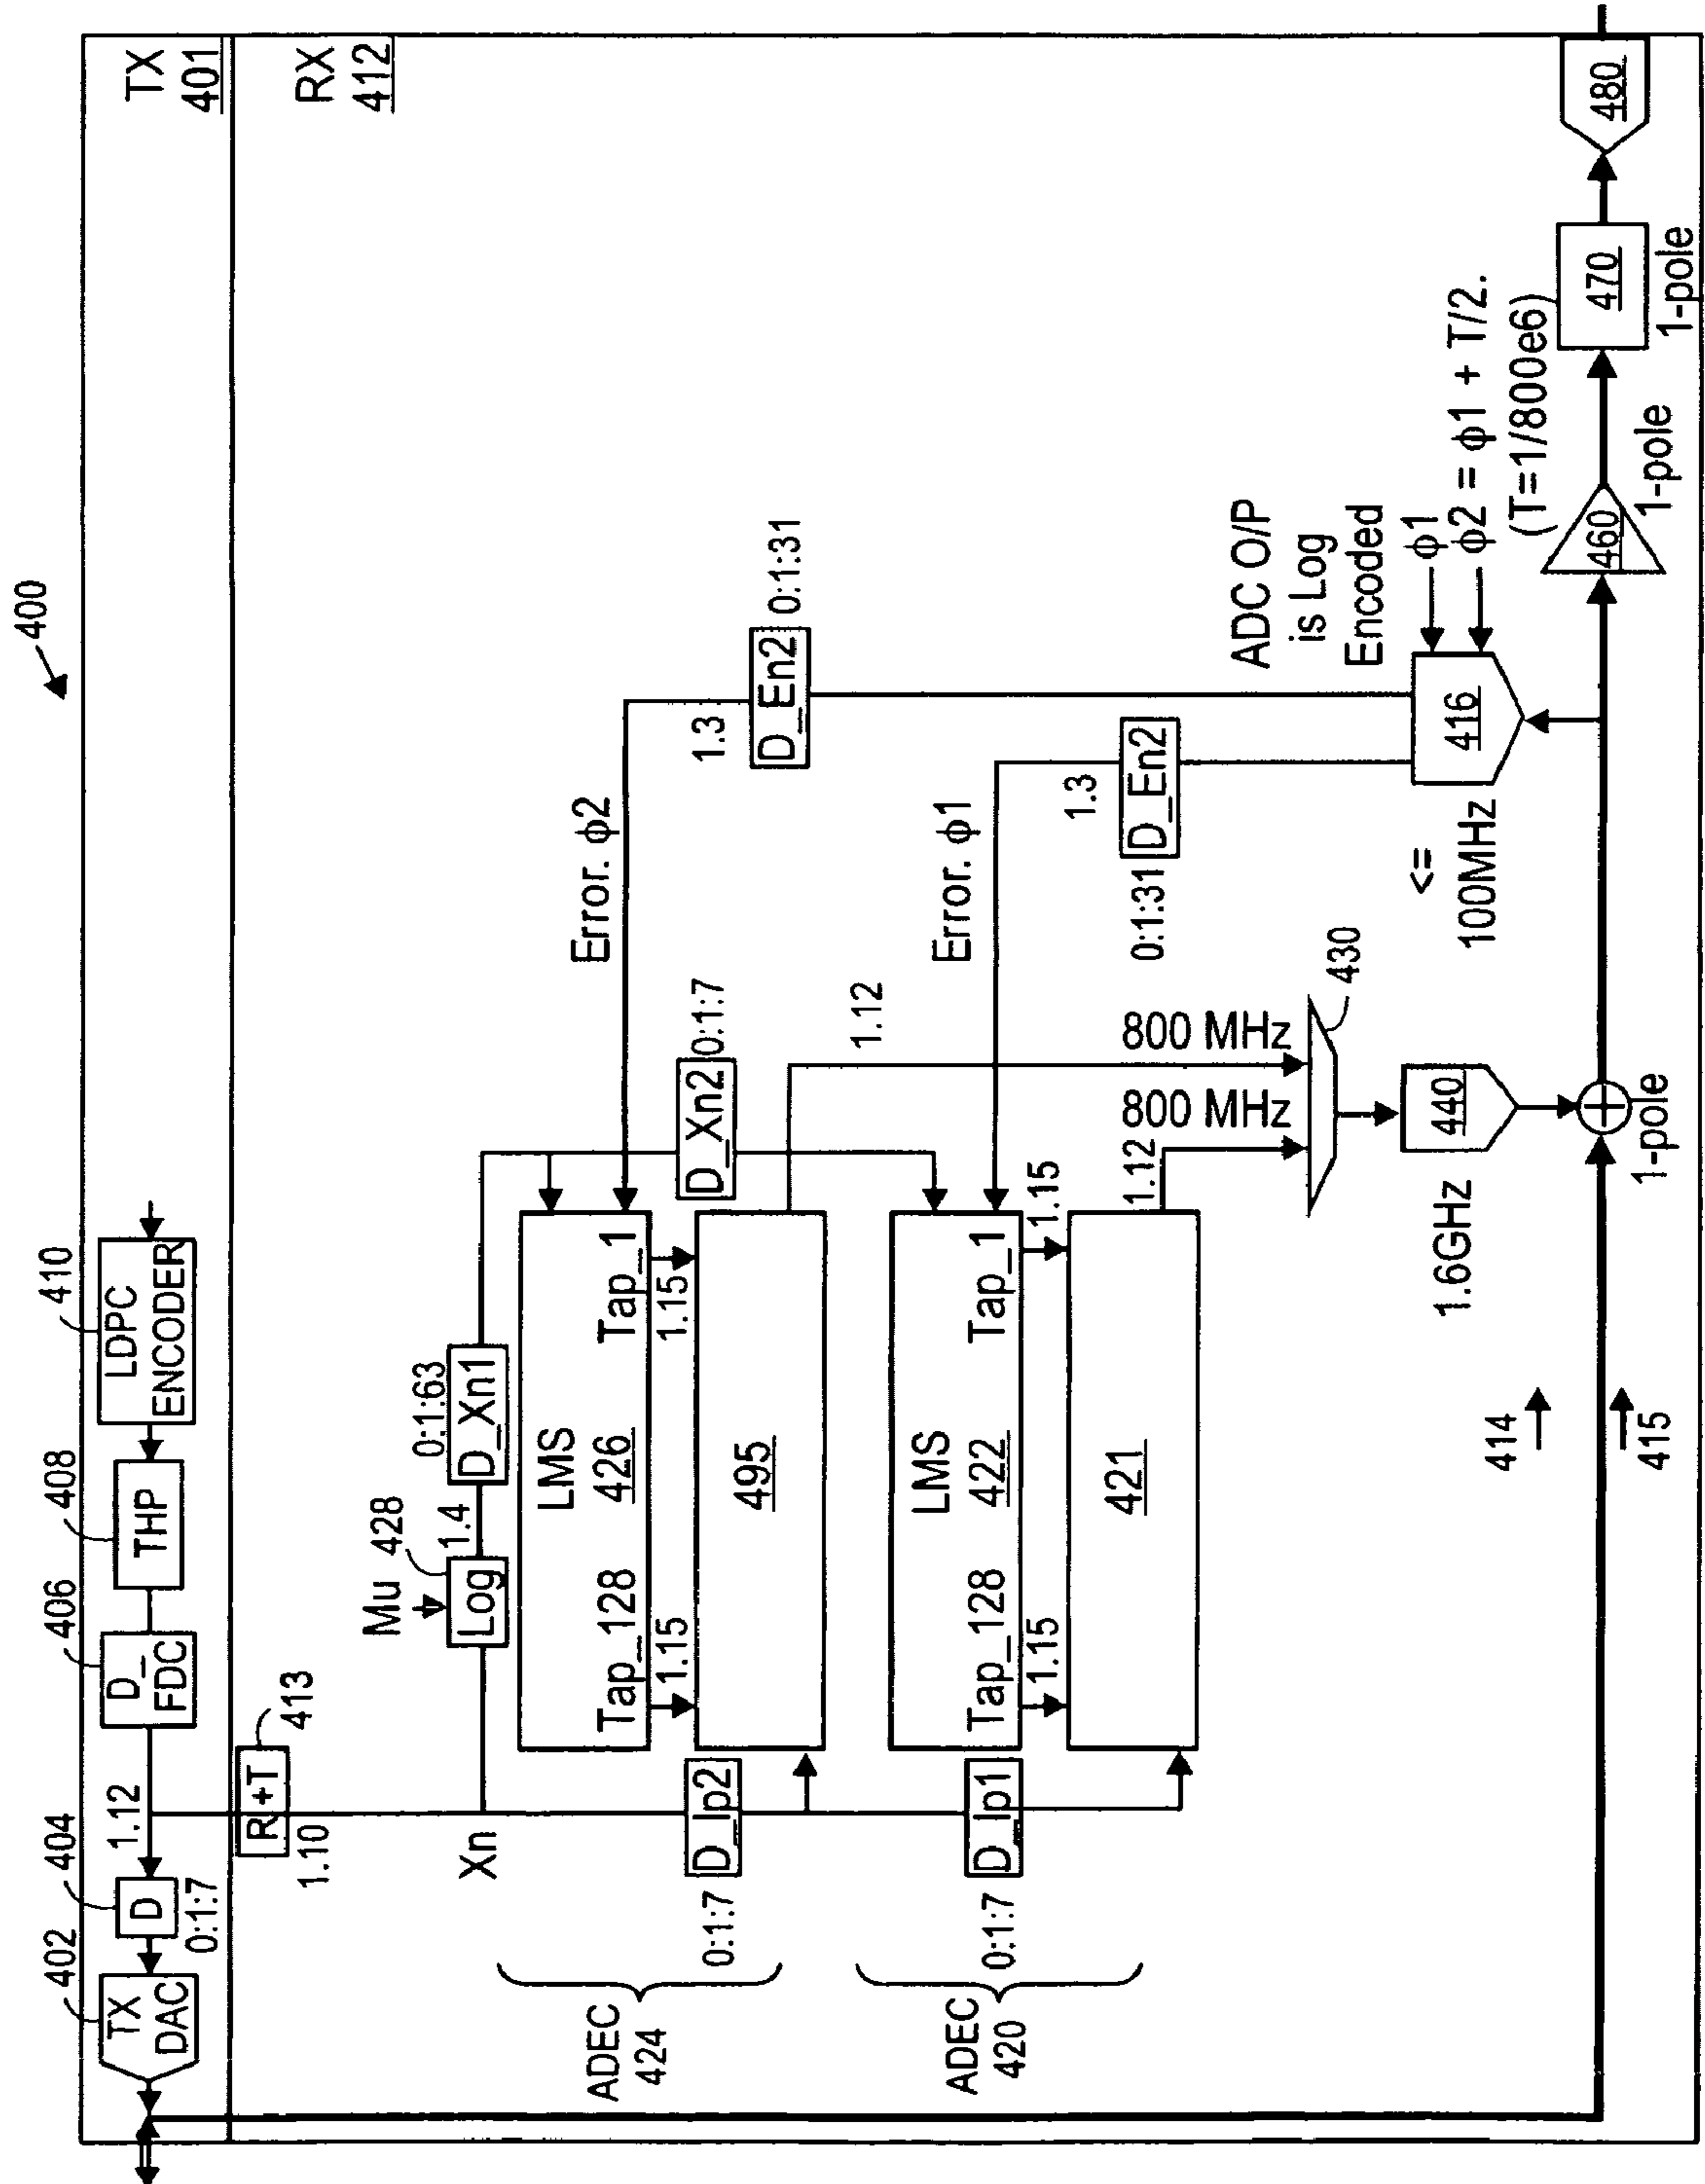 400
TX
401
RX
412
402
TX
DAC
404
D
0:1:7
1.12
406
D_
FDC
408
THP
410
LDPC
ENCODER
R+T
413
1.10
Xn
Mu
428
Log
1.4
0:1:63
D_Xn1
ADEC
424
LMS
426
Tap_128
Tap_1
1.15
1.15
495
D_Ip2
0:1:7
D_Xn2
0:1:7
Error. ϕ2
1.3
D_En2
0:1:31
ADEC
420
LMS
422
Tap_128
Tap_1
1.15
1.15
421
D_Ip1
0:1:7
1.12
1.12
800 MHz
800 MHz
430
Error. ϕ1
1.3
D_En2
0:1:31
ADC O/P
is Log
Encoded
ϕ1
ϕ2 = ϕ1 + T/2.
(T=1/800e6)
416
<=
100MHz
440
1.6GHz
414
415
+
1-pole
460
1-pole
470
1-pole
480